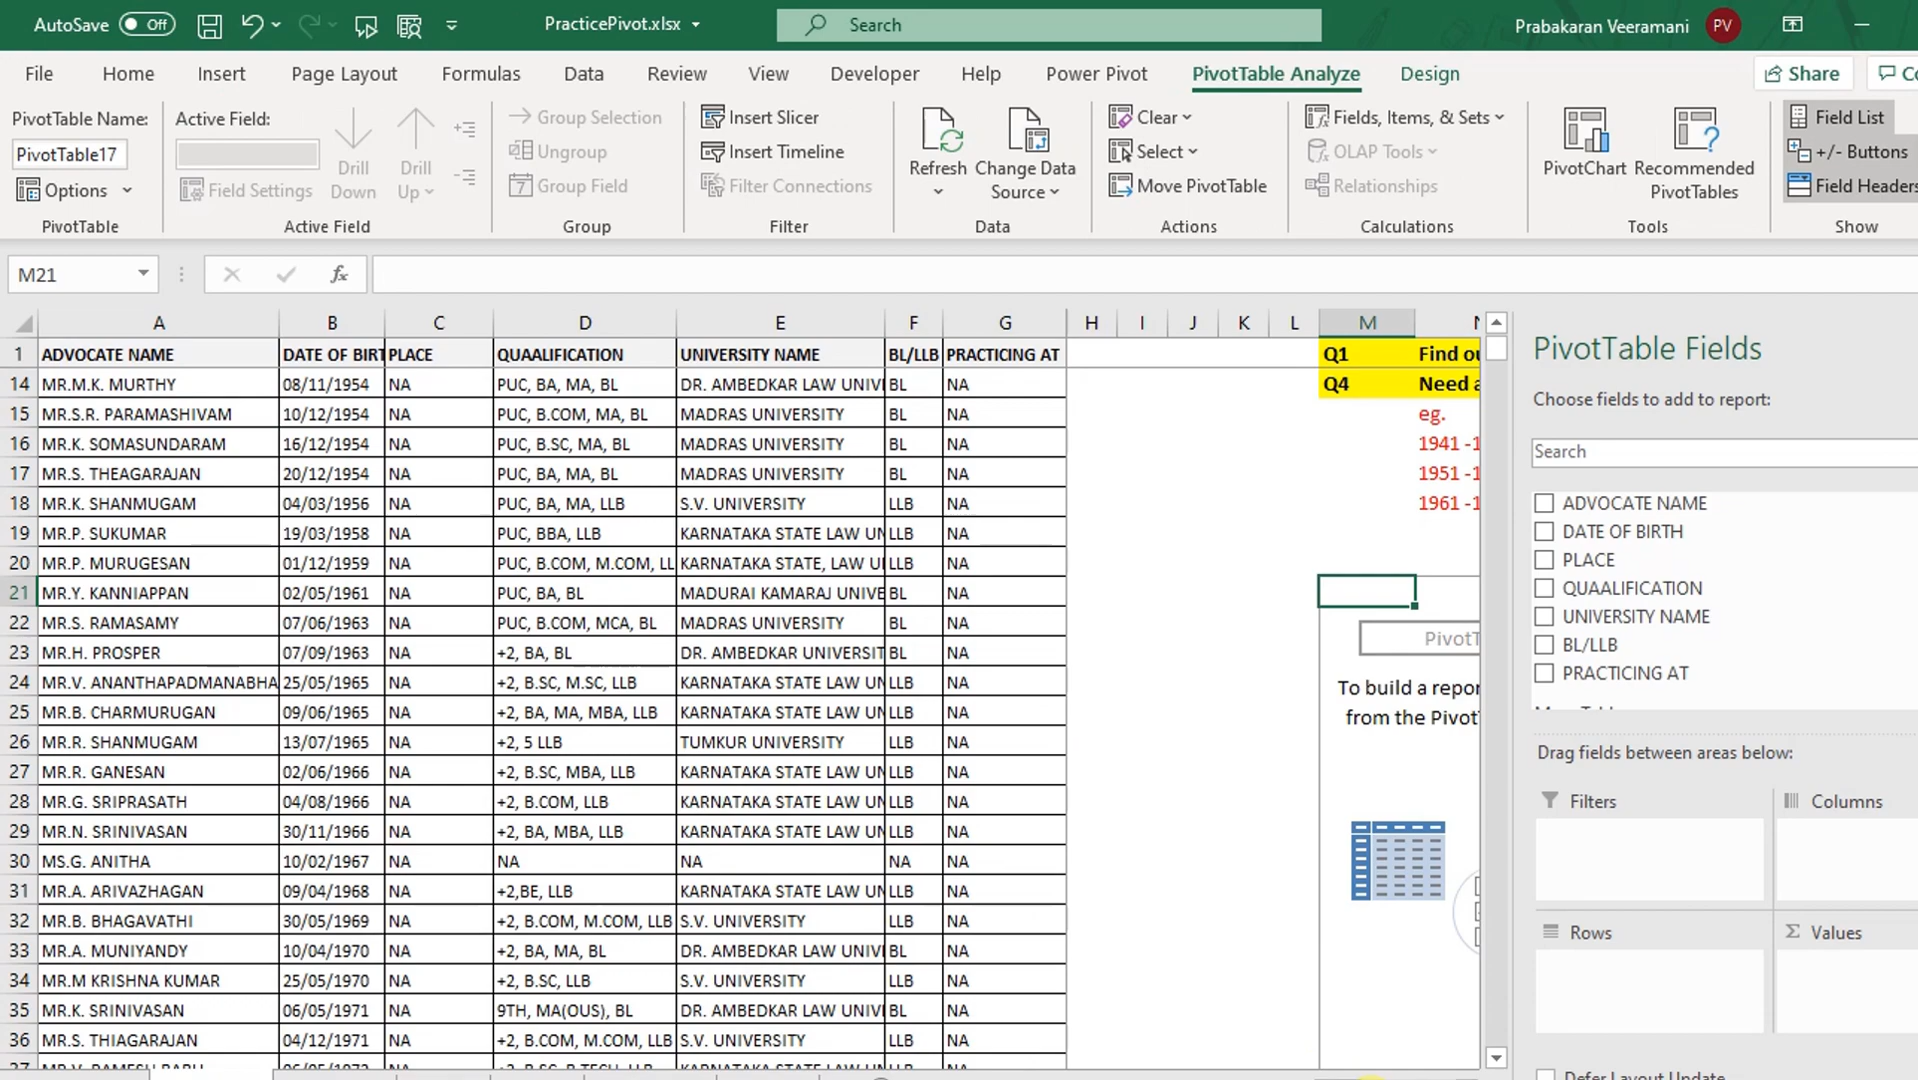 AutoSave Off PracticePivot.xlsx Search Prabakaran Veeramani PV
File Home Insert Page Layout Formulas Data Review View Developer Help Power Pivot PivotTable Analyze Design Share Co
PivotTable Name: Active Field: Group Selection Insert Slicer Clear Fields, Items, & Sets Field List
PivotTable17 Ungroup Insert Timeline Select OLAP Tools +/- Buttons
Drill Down Drill Up Refresh Change Data Source PivotChart Recommended PivotTables
Options Field Settings Group Field Filter Connections Move PivotTable Relationships Field Headers
PivotTable Active Field Group Filter Data Actions Calculations Tools Show
M21 fx
A B C D E F G H I J K L M N
1 ADVOCATE NAME DATE OF BIRT PLACE QUAALIFICATION UNIVERSITY NAME BL/LLB PRACTICING AT Q1 Find ou
14 MR.M.K. MURTHY 08/11/1954 NA PUC, BA, MA, BL DR. AMBEDKAR LAW UNIV BL NA Q4 Need a
15 MR.S.R. PARAMASHIVAM 10/12/1954 NA PUC, B.COM, MA, BL MADRAS UNIVERSITY BL NA eg.
16 MR.K. SOMASUNDARAM 16/12/1954 NA PUC, B.SC, MA, BL MADRAS UNIVERSITY BL NA 1941 -1
17 MR.S. THEAGARAJAN 20/12/1954 NA PUC, BA, MA, BL MADRAS UNIVERSITY BL NA 1951 -1
18 MR.K. SHANMUGAM 04/03/1956 NA PUC, BA, MA, LLB S.V. UNIVERSITY LLB NA 1961 -1
19 MR.P. SUKUMAR 19/03/1958 NA PUC, BBA, LLB KARNATAKA STATE LAW UN LLB NA
20 MR.P. MURUGESAN 01/12/1959 NA PUC, B.COM, M.COM, LL KARNATAKA STATE, LAW U LLB NA
21 MR.Y. KANNIAPPAN 02/05/1961 NA PUC, BA, BL MADURAI KAMARAJ UNIVE BL NA
22 MR.S. RAMASAMY 07/06/1963 NA PUC, B.COM, MCA, BL MADRAS UNIVERSITY BL NA
23 MR.H. PROSPER 07/09/1963 NA +2, BA, BL DR. AMBEDKAR UNIVERSIT BL NA
24 MR.V. ANANTHAPADMANABHA 25/05/1965 NA +2, B.SC, M.SC, LLB KARNATAKA STATE LAW UN LLB NA
25 MR.B. CHARMURUGAN 09/06/1965 NA +2, BA, MA, MBA, LLB KARNATAKA STATE LAW UN LLB NA
26 MR.R. SHANMUGAM 13/07/1965 NA +2, 5 LLB TUMKUR UNIVERSITY LLB NA
27 MR.R. GANESAN 02/06/1966 NA +2, B.SC, MBA, LLB KARNATAKA STATE LAW UN LLB NA
28 MR.G. SRIPRASATH 04/08/1966 NA +2, B.COM, LLB KARNATAKA STATE LAW UN LLB NA
29 MR.N. SRINIVASAN 30/11/1966 NA +2, BA, MBA, LLB KARNATAKA STATE LAW UN LLB NA
30 MS.G. ANITHA 10/02/1967 NA NA NA NA NA
31 MR.A. ARIVAZHAGAN 09/04/1968 NA +2,BE, LLB KARNATAKA STATE LAW UN LLB NA
32 MR.B. BHAGAVATHI 30/05/1969 NA +2, B.COM, M.COM, LLB S.V. UNIVERSITY LLB NA
33 MR.A. MUNIYANDY 10/04/1970 NA +2, BA, MA, BL DR. AMBEDKAR LAW UNIV BL NA
34 MR.M KRISHNA KUMAR 25/05/1970 NA +2, B.SC, LLB S.V. UNIVERSITY LLB NA
35 MR.K. SRINIVASAN 06/05/1971 NA 9TH, MA(OUS), BL DR. AMBEDKAR LAW UNIV BL NA
36 MR.S. THIAGARAJAN 04/12/1971 NA +2, B.COM, M.COM, LLB S.V. UNIVERSITY LLB NA
PivotT
To build a repor
from the Pivot
PivotTable Fields
Choose fields to add to report:
Search
ADVOCATE NAME
DATE OF BIRTH
PLACE
QUAALIFICATION
UNIVERSITY NAME
BL/LLB
PRACTICING AT
Drag fields between areas below:
Filters Columns
Rows Σ Values
Defer Layout Update